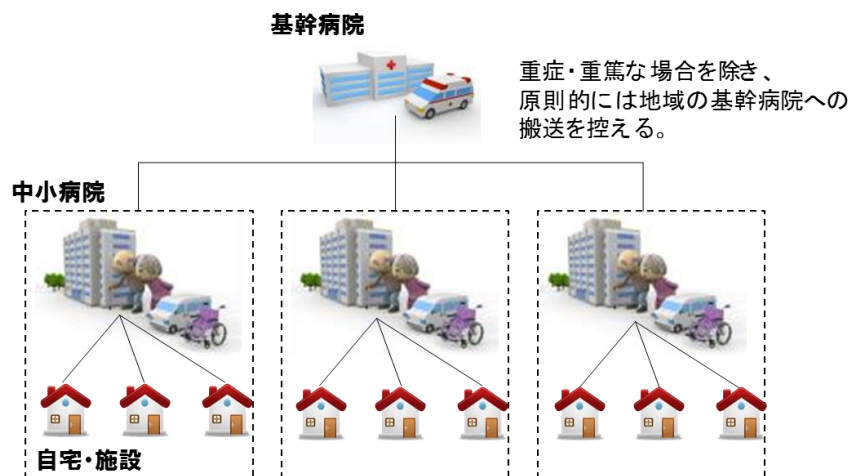 基幹病院
重症・重篤な場合を除き、
原則的には地域の基幹病院への
搬送を控える。
中小病院
自宅・施設